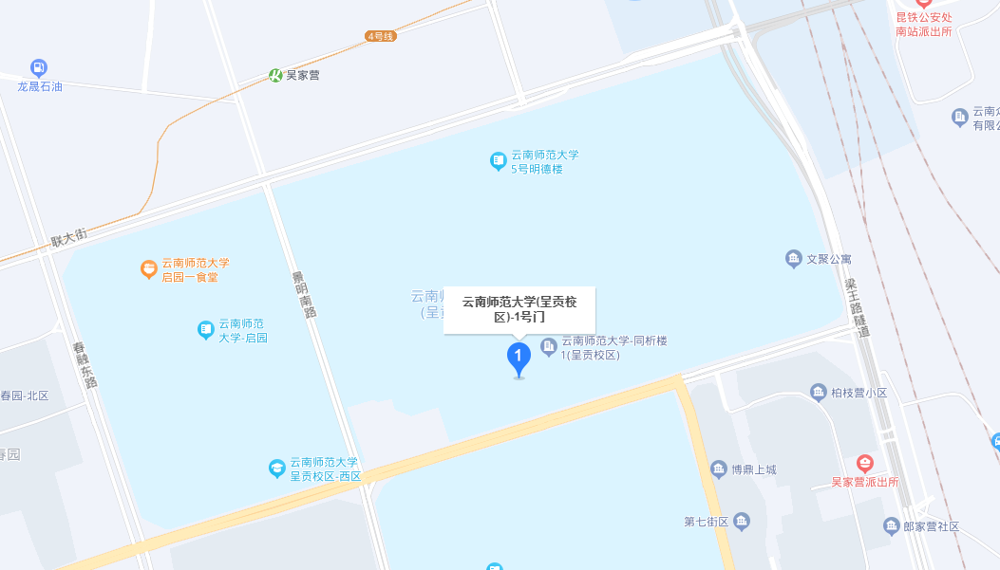 昆铁公安处
南站派出所
4号线
吴家营
龙晟石油
云南
有限公
云南师范大学
5号明德楼
联大街
云南师范大学
启园一食堂
文聚公寓
景明南路
梁王路隧道
云南师范大学(呈贡校
区)-1号门
云南
(呈贡
云南师范
大学-启园
1
云南师范大学-同析楼
1(呈贡校区)
春融东路
春园-北区
柏枝营小区
春园
云南师范大学
呈贡校区-西区
博鼎上城
吴家营派出所
第七街区
郎家营社区